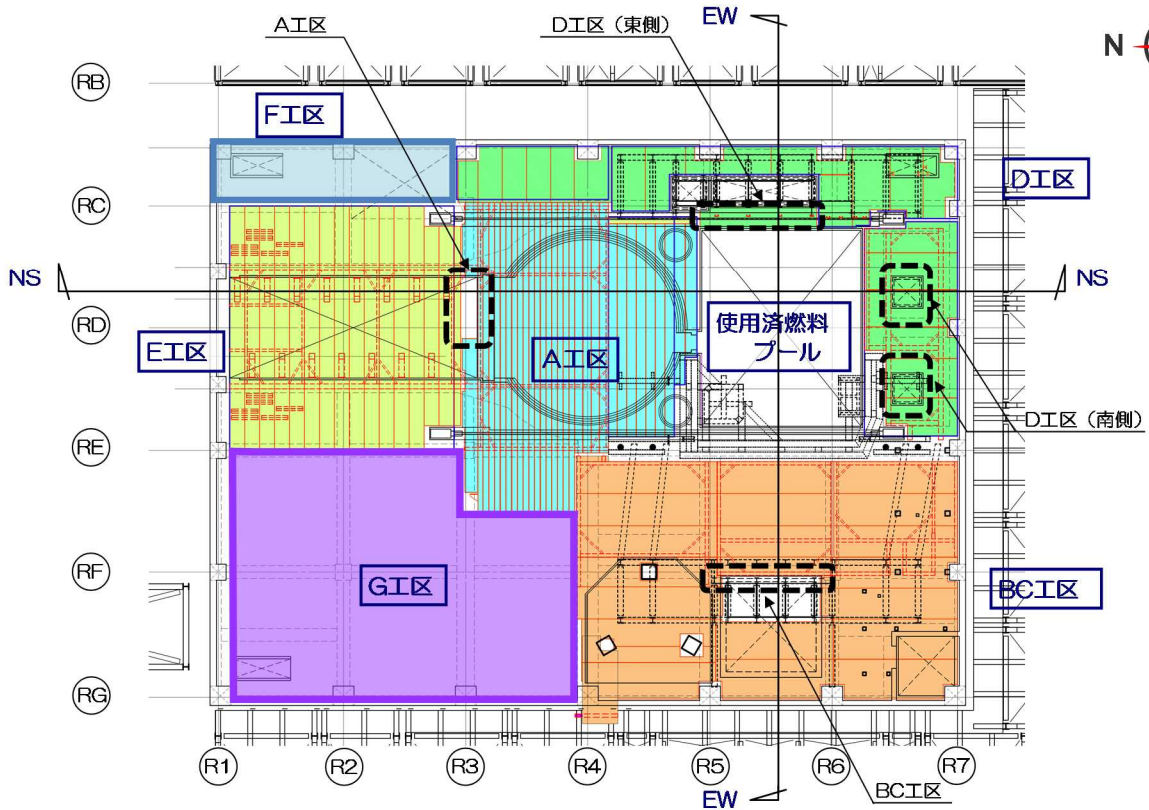 A工区
D工区（東側）
EW
N
RB
F工区
D工区
RC
NS
NS
RD
使用済燃料
プール
E工区
A工区
D工区（南側）
RE
RF
G工区
BC工区
RG
R1
R2
R3
R4
R5
R6
R7
BC工区
EW